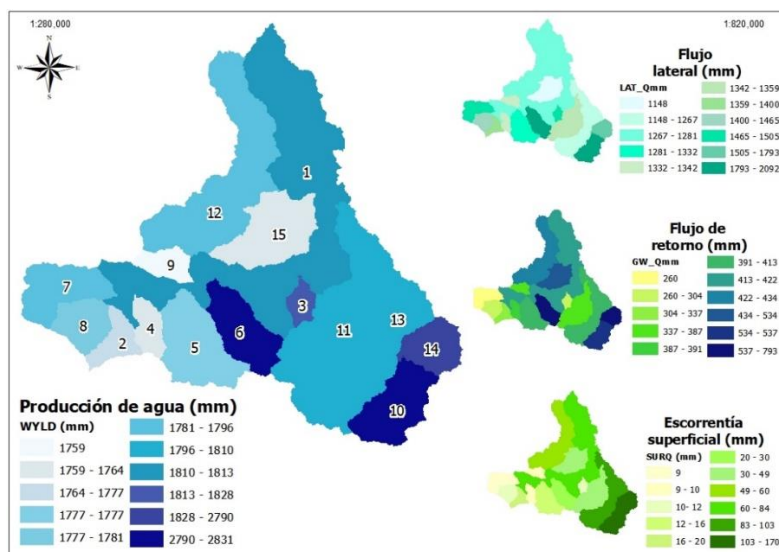 1:280,000
1:820,000
N
W
E
S
1
12
15
9
7
3
8
4
6
11
13
2
5
14
10
Producción de agua (mm)
WYLD (mm)
1759
1759 - 1764
1764 - 1777
1777 - 1777
1777 - 1781
1781 - 1796
1796 - 1810
1810 - 1813
1813 - 1828
1828 - 2790
2790 - 2831
Flujo
lateral (mm)
LAT_Qmm
1148
1148 - 1267
1267 - 1281
1281 - 1332
1332 - 1342
1342 - 1359
1359 - 1400
1400 - 1465
1465 - 1505
1505 - 1793
1793 - 2092
Flujo de
retorno (mm)
GW_Qmm
260
260 - 304
304 - 337
337 - 387
387 - 391
391 - 413
413 - 422
422 - 434
434 - 534
534 - 537
537 - 793
Escorrentía
superficial (mm)
SURQ (mm)
9
9 - 10
10- 12
12 - 16
16 - 20
20 - 30
30 - 49
49 - 60
60 - 84
83 - 103
103 - 170